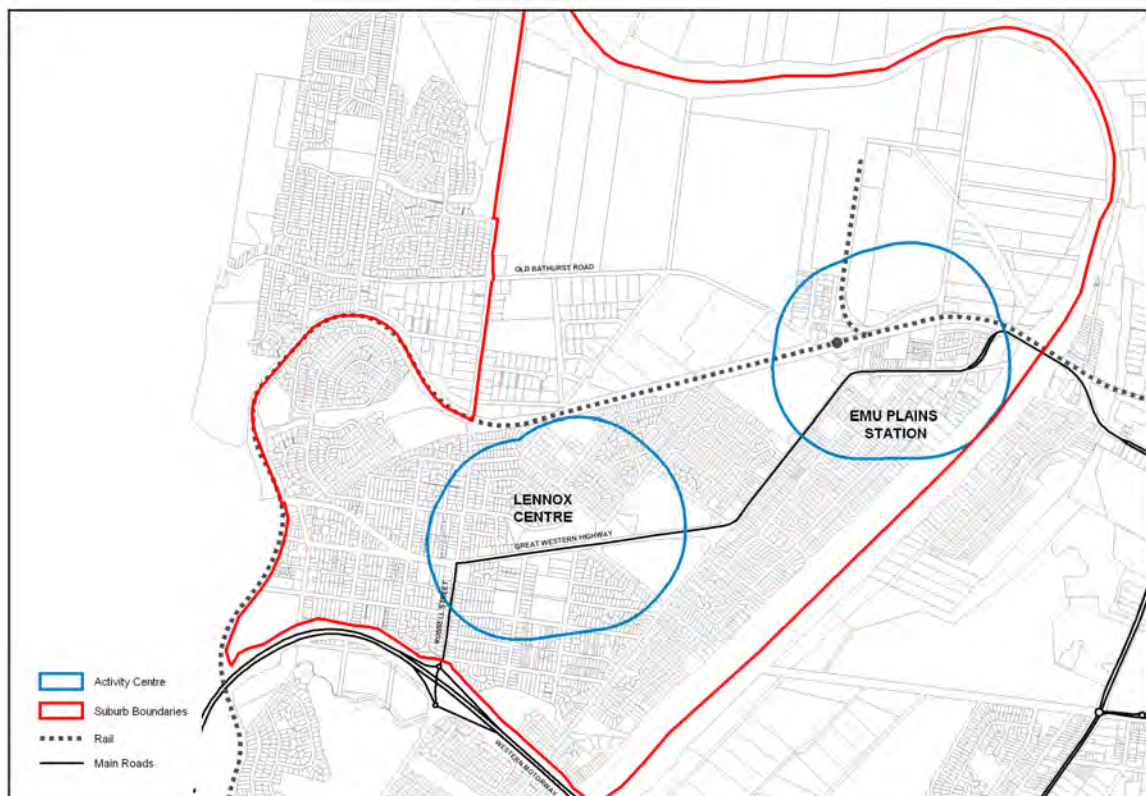 OLD BATHURST ROAD
EMU PLAINS
STATION
LENNOX
CENTRE
GREAT WESTERN HIGHWAY
RUSSELL STREET
WESTERN MOTORWAY
Activity Centre
Suburb Boundaries
Rail
Main Roads